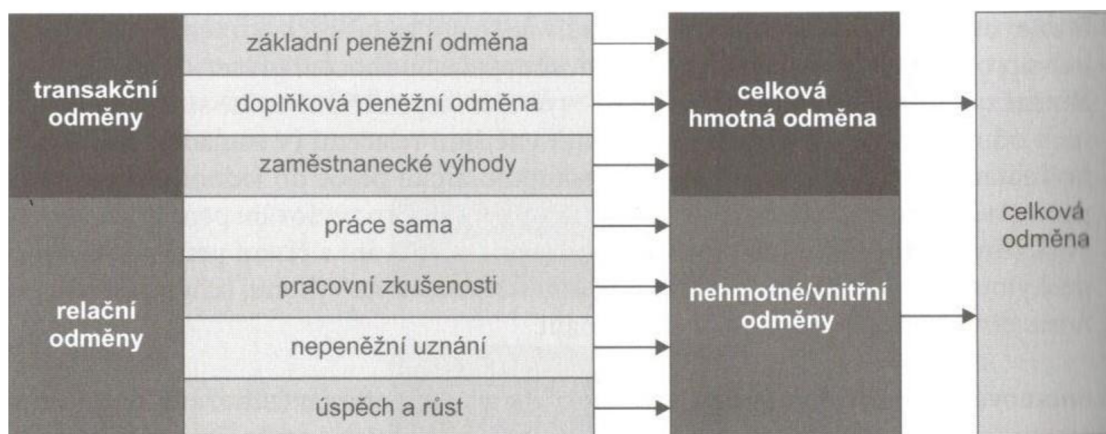 transakční
odměny
základní peněžní odměna
doplňková peněžní odměna
zaměstnanecké výhody
celková
hmotná odměna
relační
odměny
práce sama
pracovní zkušenosti
nepeněžní uznání
úspěch a růst
nehmotné/vnitřní
odměny
celková
odměna